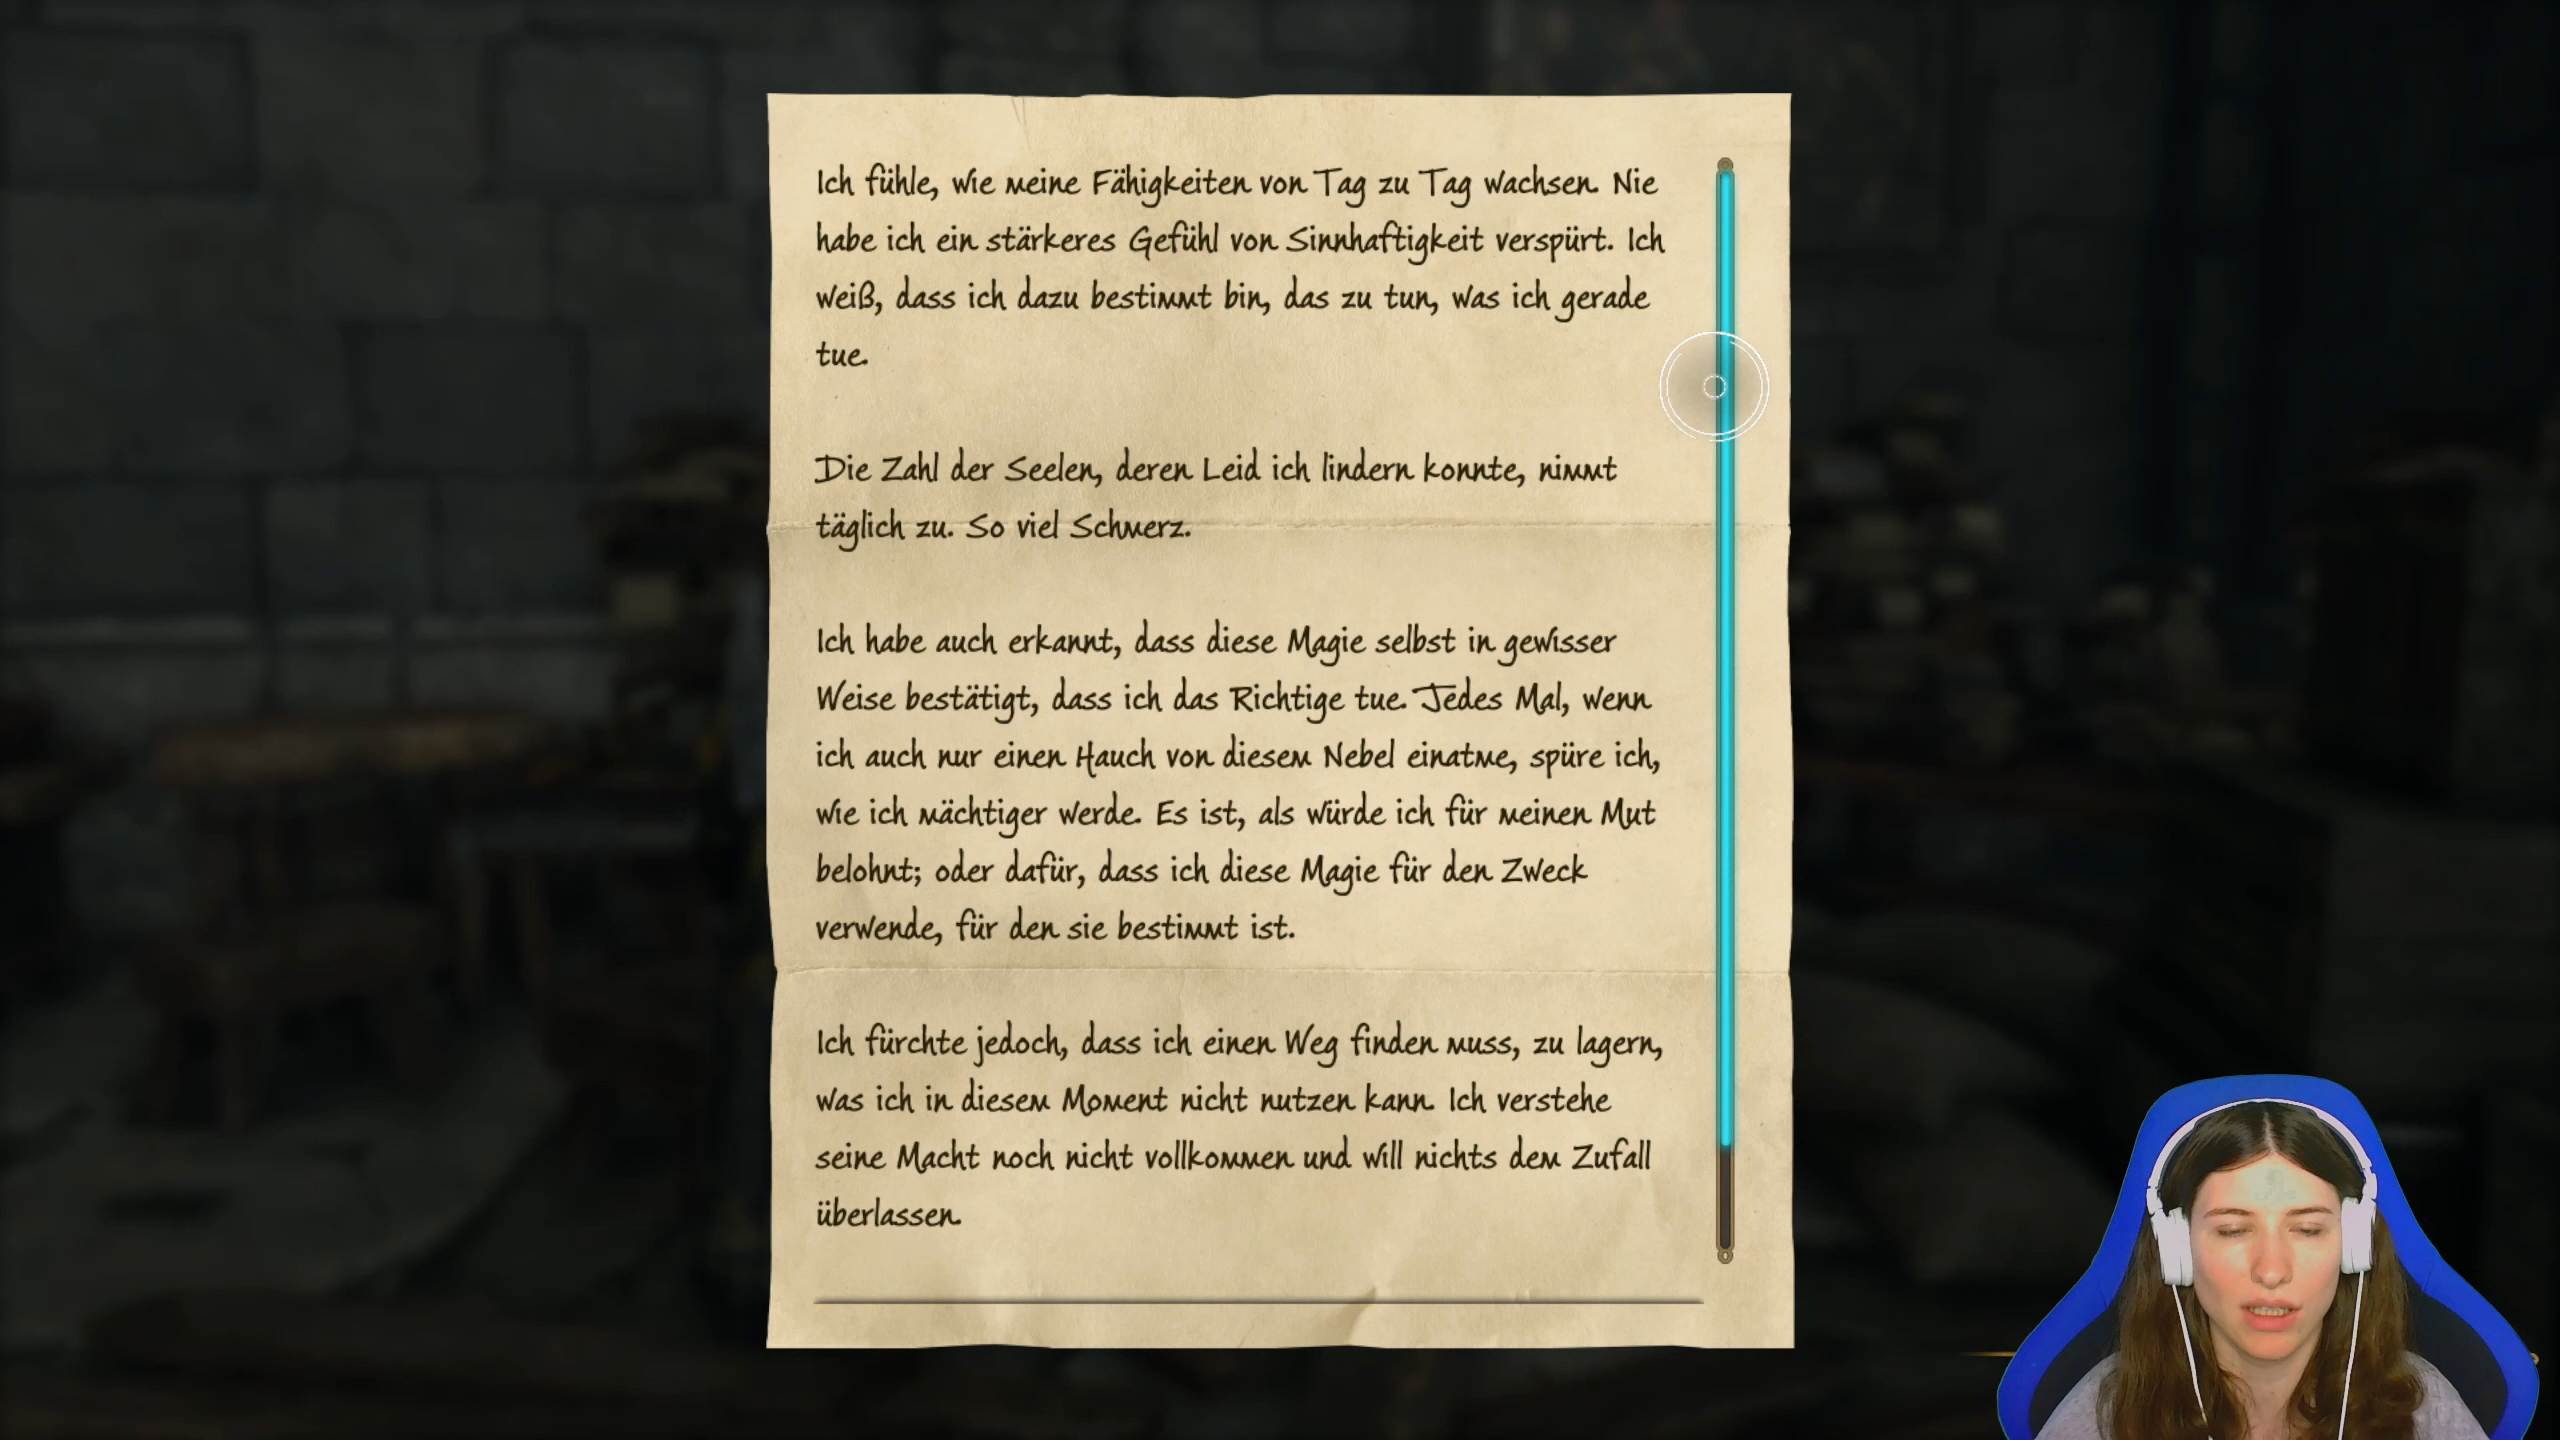 Ich fühle, wie meine Fähigkeiten von Tag zu Tag wachsen. Nie
habe ich ein stärkeres Gefühl von Sinnhaftigkeit verspürt. Ich
weiß, dass ich dazu bestimmt bin, das zu tun, was ich gerade
tue.
Die Zahl der Seelen, deren Leid ich lindern konnte, nimmt
täglich zu. So viel Schmerz.
Ich habe auch erkannt, dass diese Magie selbst in gewisser
Weise bestätigt, dass ich das Richtige tue. Jedes Mal, wenn
ich auch nur einen Hauch von diesem Nebel einatme, spüre ich,
wie ich mächtiger werde. Es ist, als würde ich für meinen Mut
belohnt; oder dafür, dass ich diese Magie für den Zweck
verwende, für den sie bestimmt ist.
Ich fürchte jedoch, dass ich einen Weg finden muss, zu lagern,
was ich in diesem Moment nicht nutzen kann. Ich verstehe
seine Macht noch nicht vollkommen und will nichts dem Zufall
überlassen.